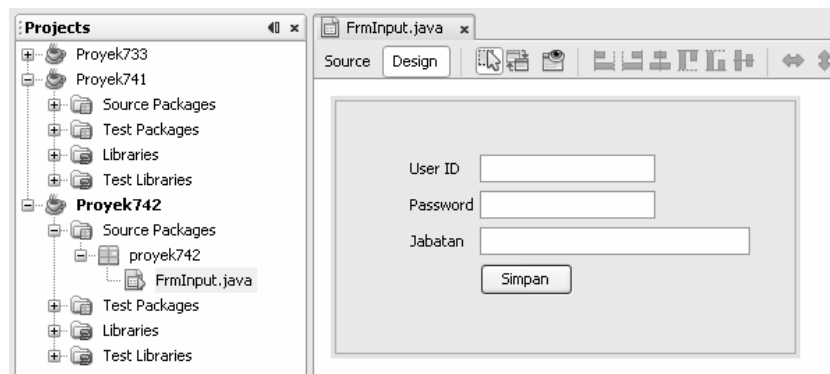 Projects
Proyek733
Proyek741
Source Packages
Test Packages
Libraries
Test Libraries
Proyek742
Source Packages
proyek742
FrmInput.java
Test Packages
Libraries
Test Libraries
FrmInput.java
Source Design
User ID
Password
Jabatan
Simpan